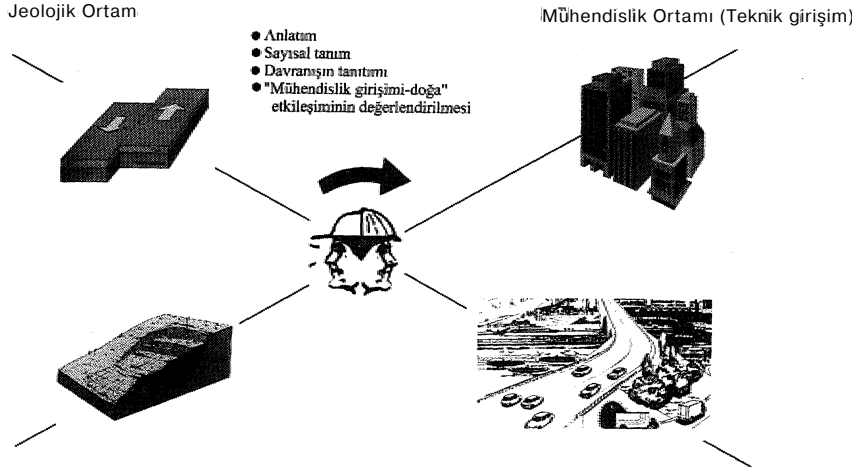 Jeolojik Ortam
Mühendislik Ortamı (Teknik girişim)
● Anlatım
● Sayısal tanım
● Davranışın tanıtımı
● "Mühendislik girişimi-doğa"
etkileşiminin değerlendirilmesi